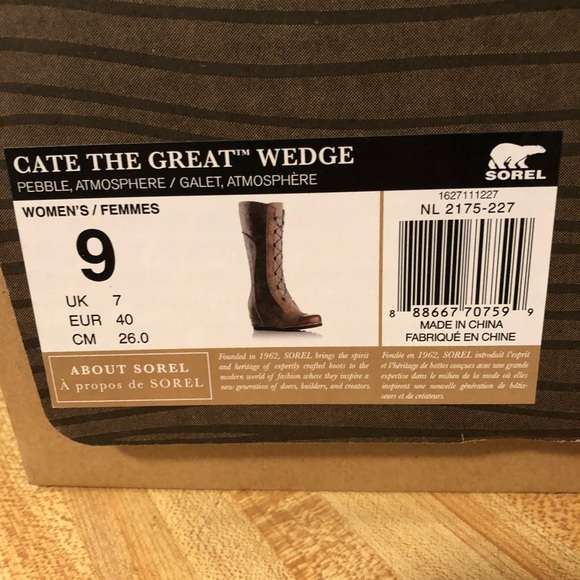 CATE THE GREAT™ WEDGE
PEBBLE, ATMOSPHERE / GALET, ATMOSPHÈRE
SOREL
WOMEN'S / FEMMES
9
UK 7
EUR 40
CM 26.0
1627111227
NL 2175-227
8 88667 70759 9
MADE IN CHINA
FABRIQUÉ EN CHINE
ABOUT SOREL
À propos de SOREL
Founded in 1962, SOREL brings the spirit
and heritage of expertly crafted boots to the
modern world of fashion where they inspire a
new generation of doers, builders, and creators.
Fondée en 1962, SOREL introduit l'esprit
et l'héritage de bottes conçues avec une grande
expertise dans le milieu de la mode où elles
inspirent une nouvelle génération de bâtis-
seurs et de créateurs.